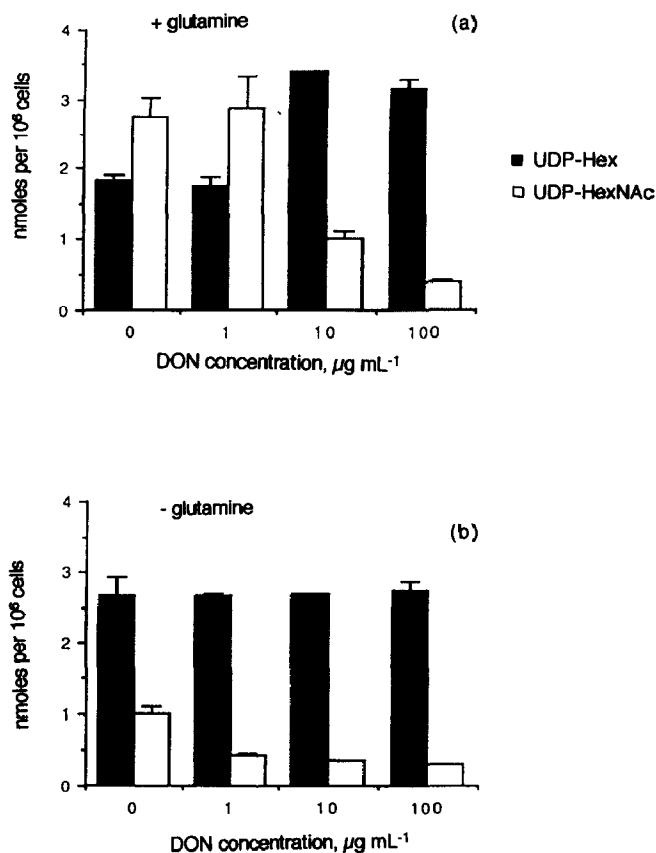 + glutamine
(a)
4
3
2
1
0
nmoles per 10⁶ cells
UDP-Hex
UDP-HexNAc
0 1 10 100
DON concentration, µg mL⁻¹
- glutamine
(b)
4
3
2
1
0
nmoles per 10⁶ cells
0 1 10 100
DON concentration, µg mL⁻¹